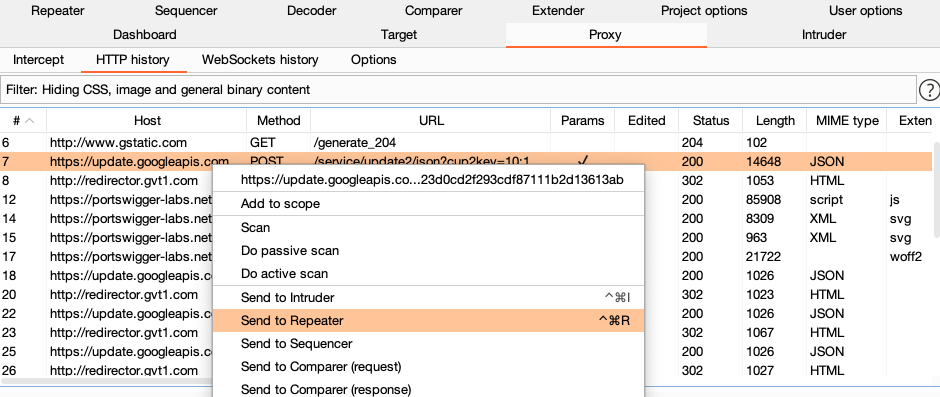 Repeater Sequencer Decoder Comparer Extender Project options User options
Dashboard Target Proxy Intruder
Intercept HTTP history WebSockets history Options
Filter: Hiding CSS, image and general binary content ?
# Host Method URL Params Edited Status Length MIME type Exten
6 http://www.gstatic.com GET /generate_204 204 102
7 https://update.googleapis.com POST /service/update2/json?cup2key=10:1 ✓ 200 14648 JSON
https://update.googleapis.co...23d0cd2f293cdf87111b2d13613ab
8 http://redirector.gvt1.com 302 1053 HTML
Add to scope
12 https://portswigger-labs.net 200 85908 script js
14 https://portswigger-labs.net 200 8309 XML svg
Scan
15 https://portswigger-labs.net 200 963 XML svg
Do passive scan
17 https://portswigger-labs.net 200 21722 woff2
Do active scan
18 https://update.googleapis.co 200 1026 JSON
20 http://redirector.gvt1.com 302 1023 HTML
Send to Intruder ^⌘I
22 https://update.googleapis.co 200 1026 JSON
Send to Repeater ^⌘R
23 http://redirector.gvt1.com 302 1067 HTML
Send to Sequencer
25 https://update.googleapis.co 200 1026 JSON
Send to Comparer (request)
26 http://redirector.gvt1.com 302 1027 HTML
Send to Comparer (response)